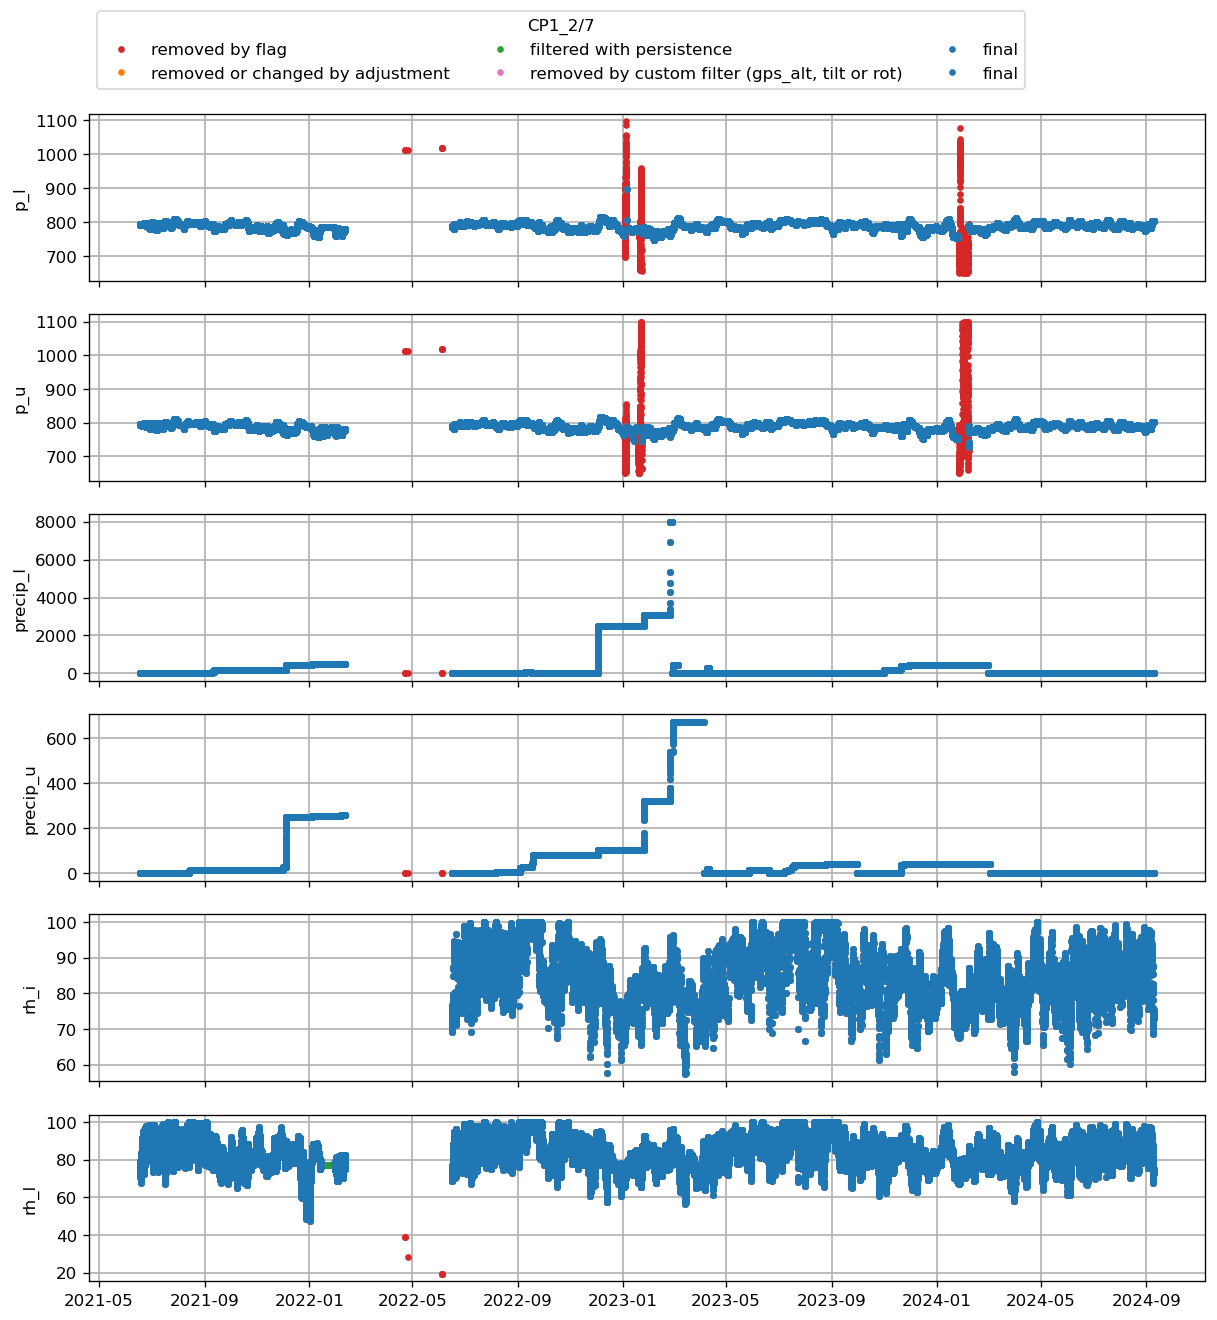 CP1_2/7
removed by flag
filtered with persistence
final
removed or changed by adjustment
removed by custom filter (gps_alt, tilt or rot)
final
p_l
1100
1000
900
800
700
p_u
1100
1000
900
800
700
precip_l
8000
6000
4000
2000
0
precip_u
600
400
200
0
rh_i
100
90
80
70
60
rh_l
100
80
60
40
20
2021-05 2021-09 2022-01 2022-05 2022-09 2023-01 2023-05 2023-09 2024-01 2024-05 2024-09